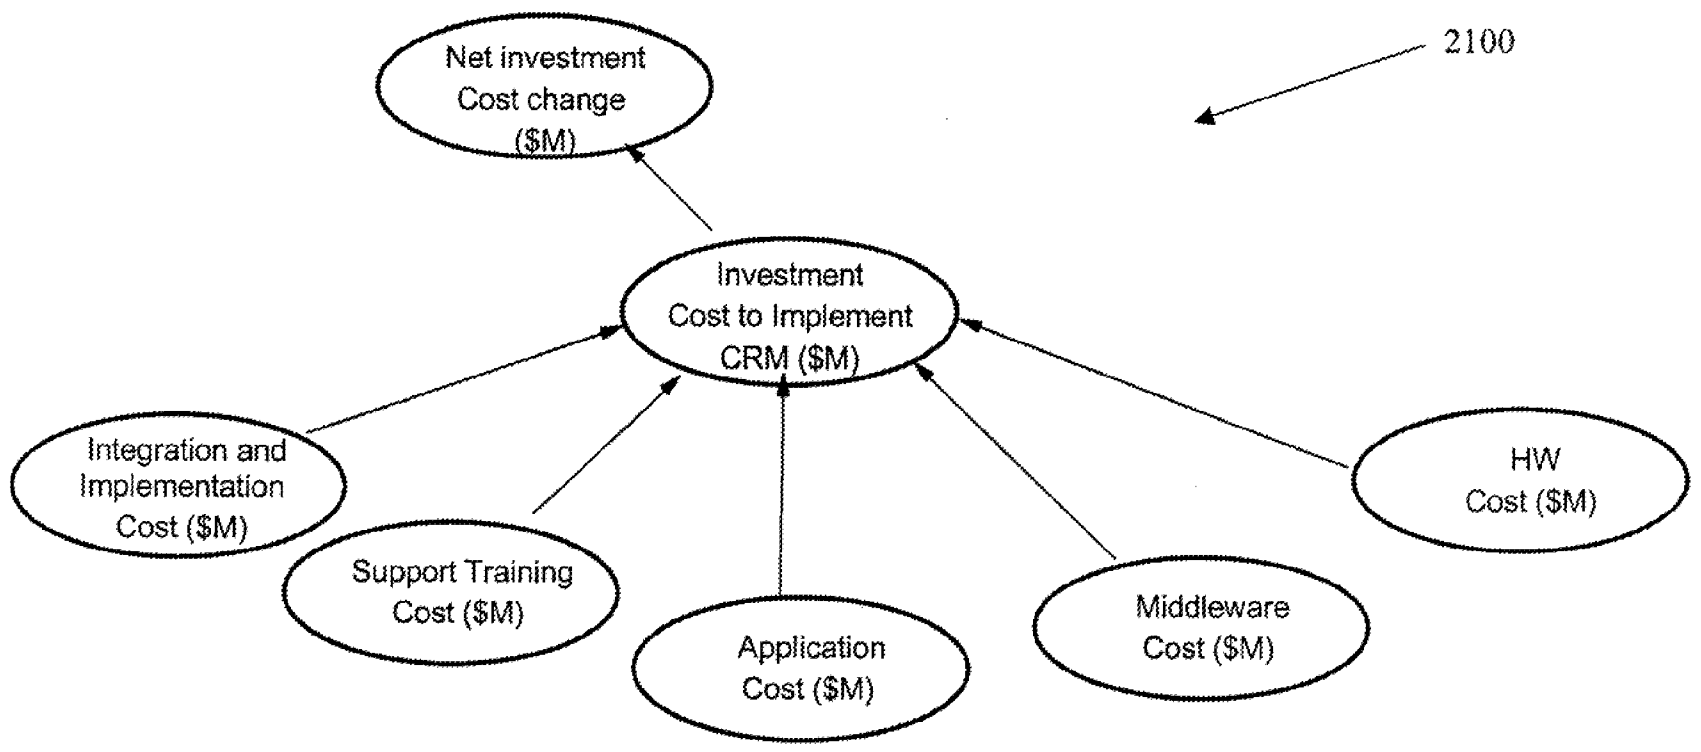 Net investment
Cost change
($M)
2100
Investment
Cost to Implement
CRM ($M)
Integration and
Implementation
Cost ($M)
Support Training
Cost ($M)
Application
Cost ($M)
Middleware
Cost ($M)
HW
Cost ($M)